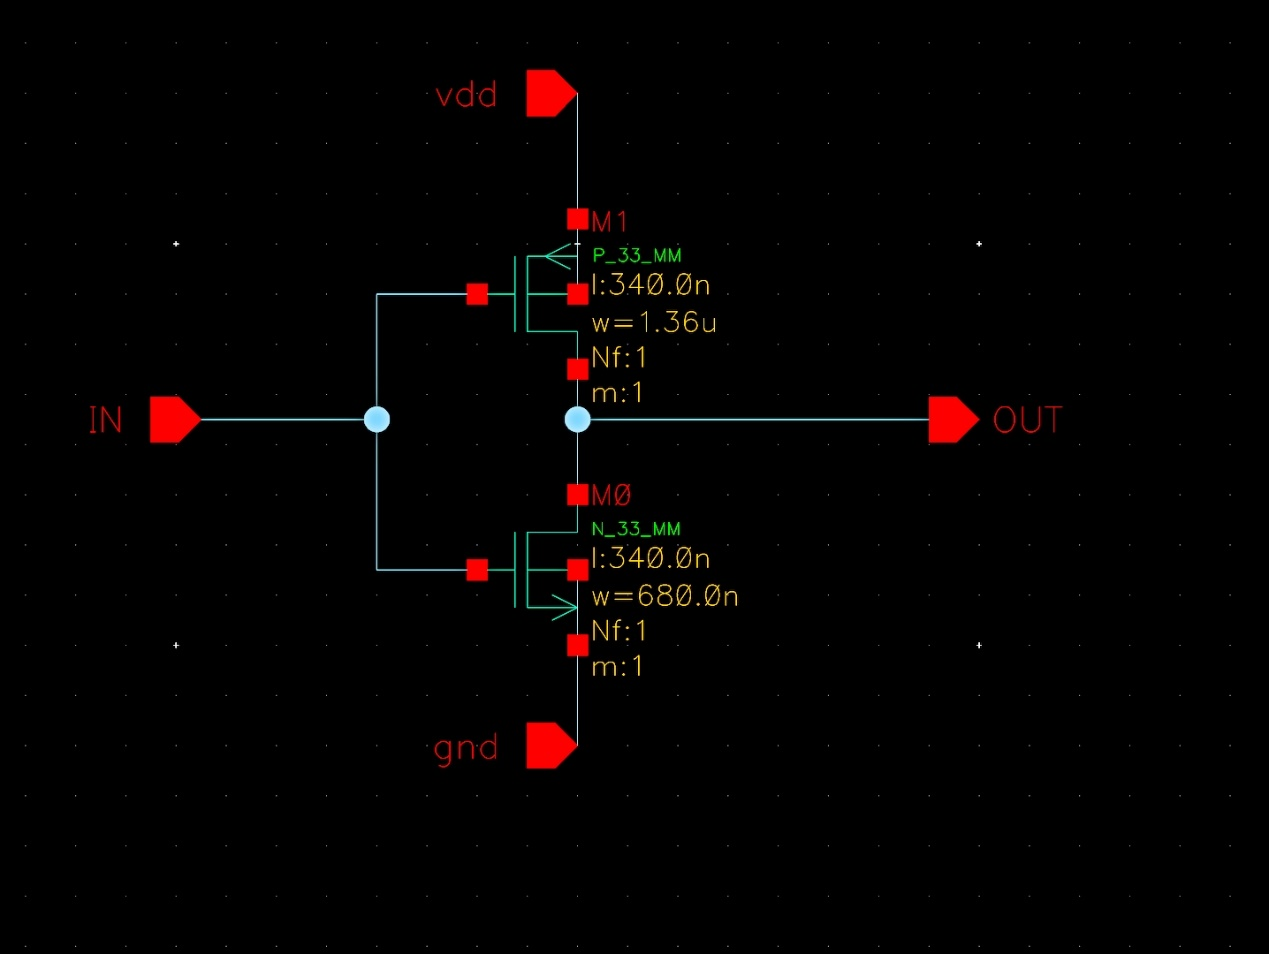 vdd
M1
P_33_MM
l:340.0n
w=1.36u
Nf:1
m:1
IN
OUT
M0
N_33_MM
l:340.0n
w=680.0n
Nf:1
m:1
gnd